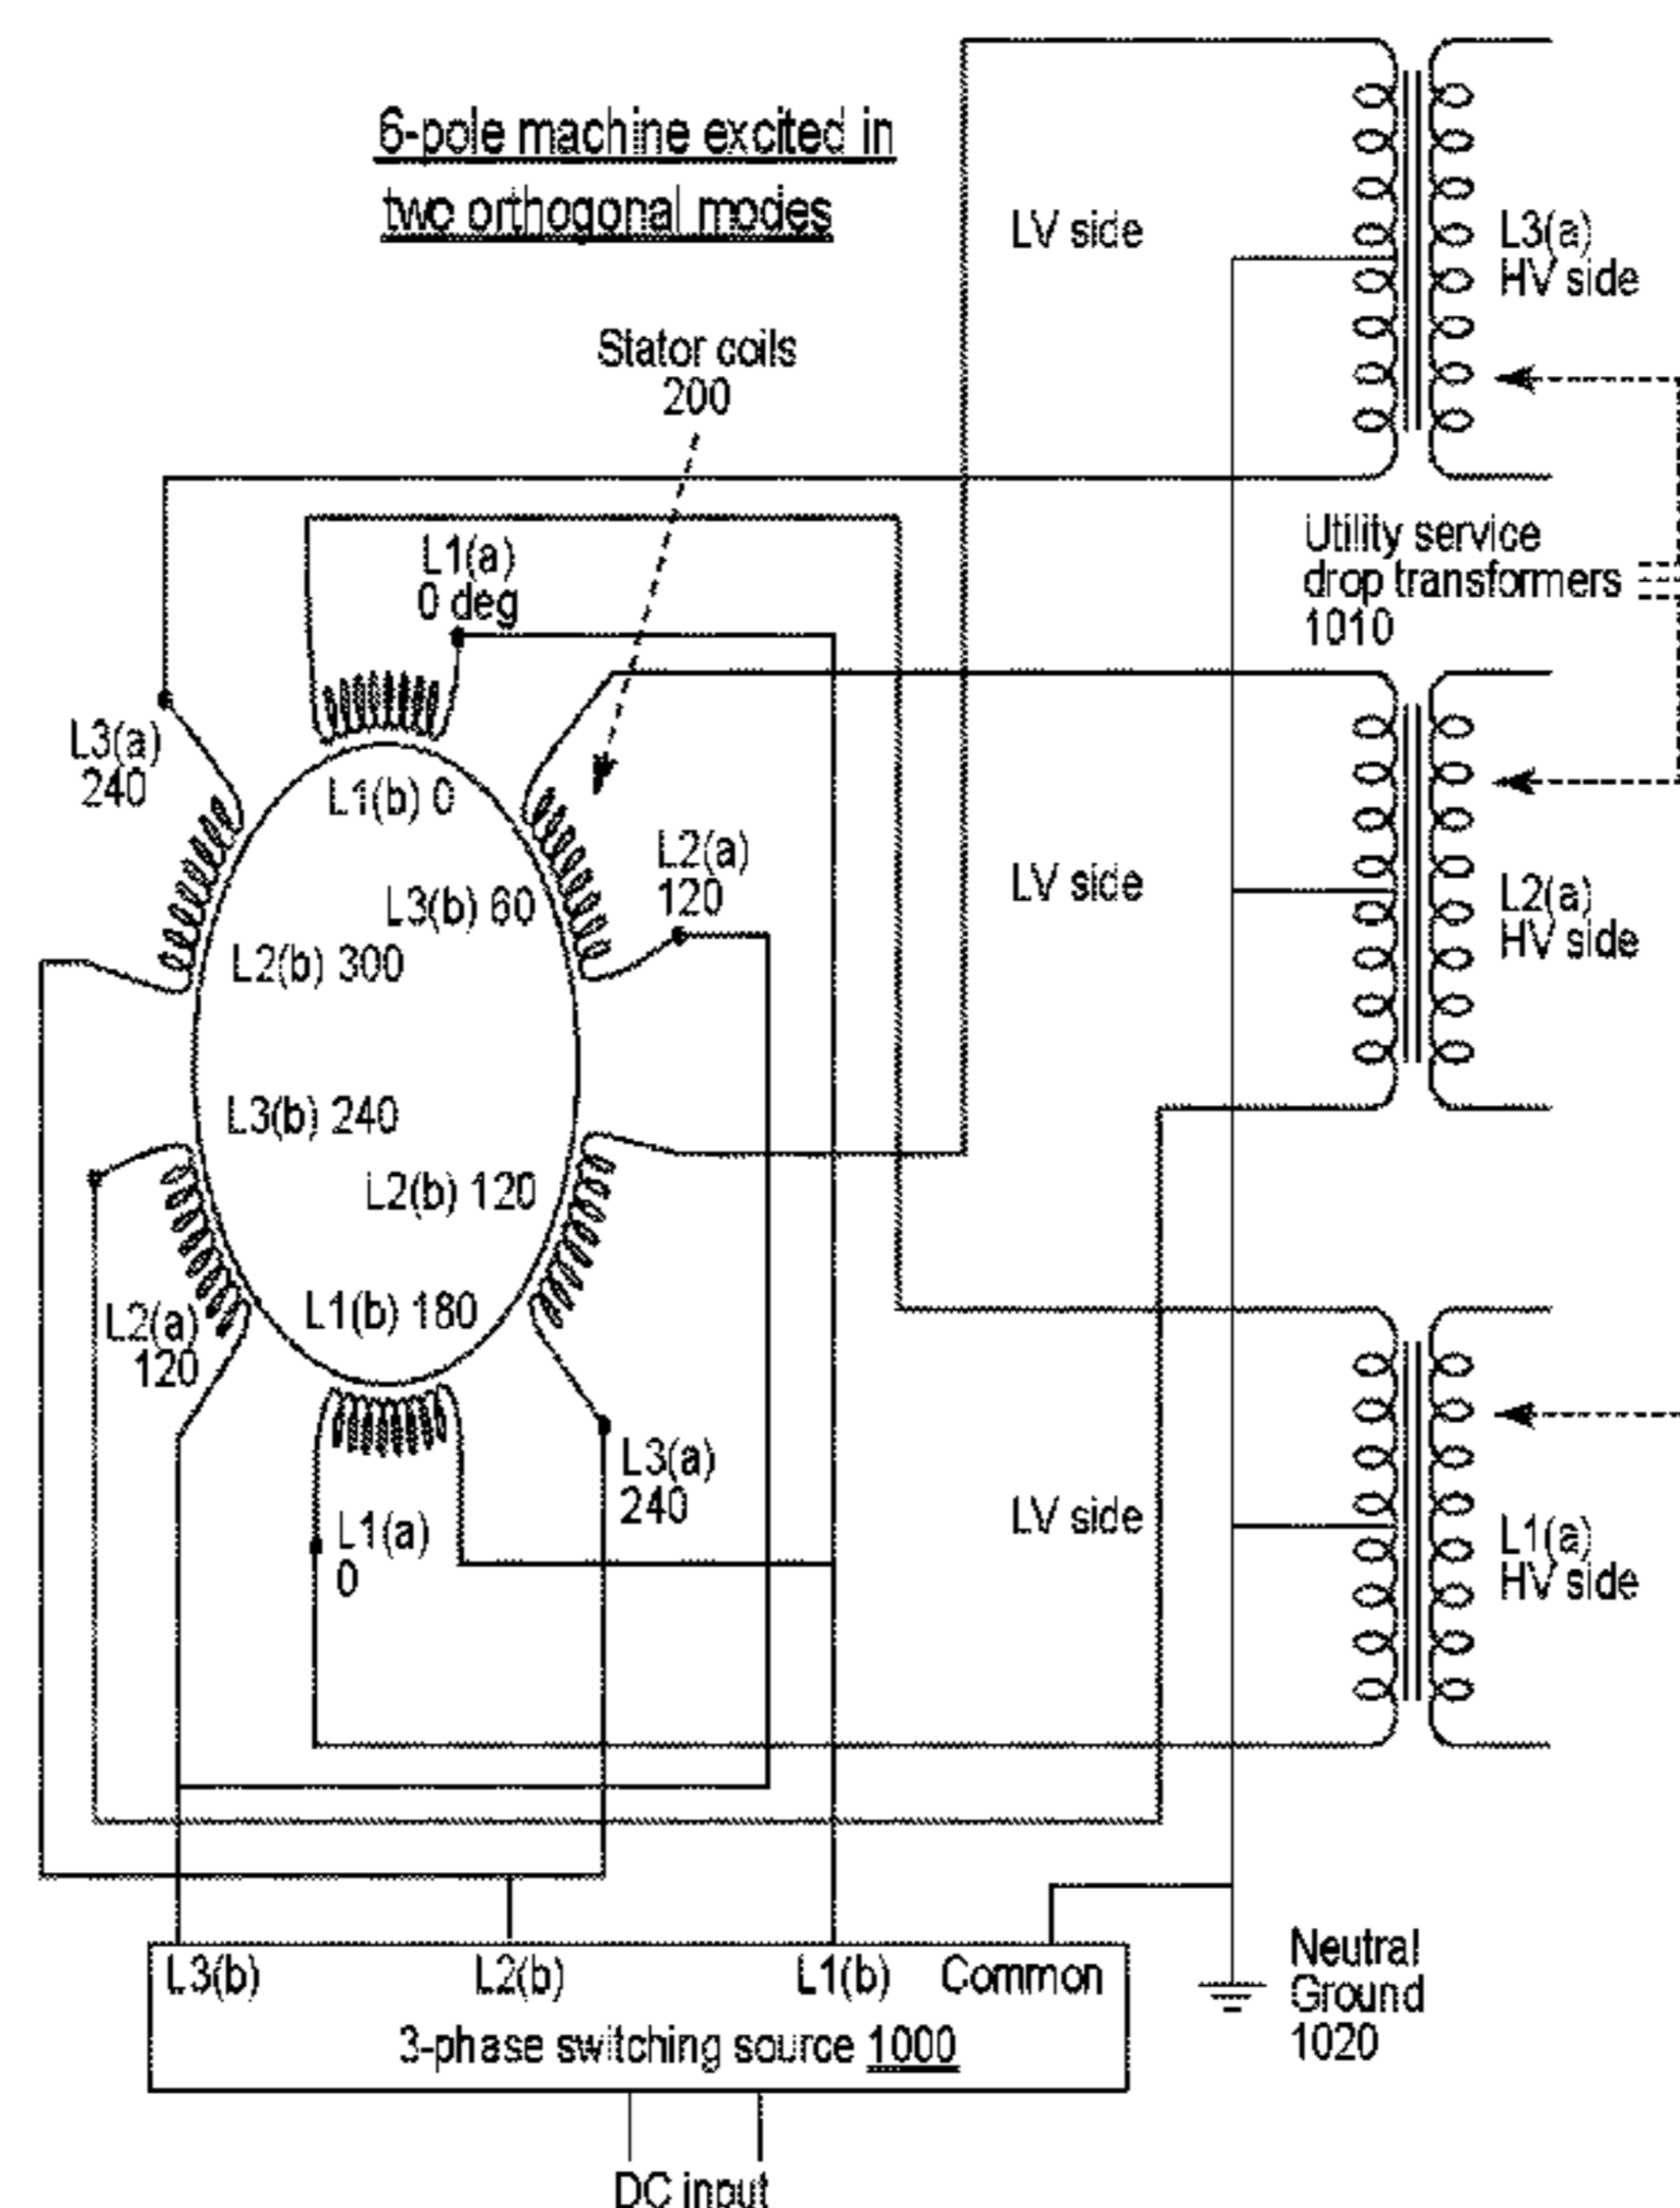 6-pole machine excited in
two orthogonal modes
LV side
L3(a)
HV side
Stator coils
200
Utility service
drop transformers
1010
L1(a)
0 deg
L3(a)
240
L1(b) 0
L2(a)
120
L3(b) 60
L2(b) 300
LV side
L2(a)
HV side
L3(b) 240
L2(b) 120
L1(b) 180
L2(a)
120
L3(a)
240
L1(a)
0
LV side
L1(a)
HV side
L3(b)
L2(b)
L1(b)
Common
3-phase switching source 1000
Neutral
Ground
1020
DC input